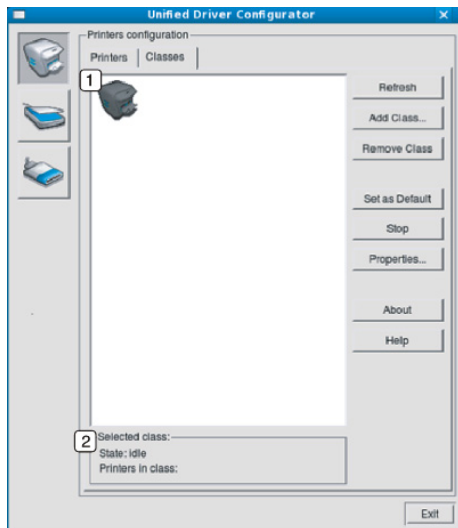 Unified Driver Configurator
Printers configuration
Printers Classes
1
Refresh
Add Class...
Remove Class
Set as Default
Stop
Properties...
About
Help
2 Selected class:
State: idle
Printers in class:
Exit